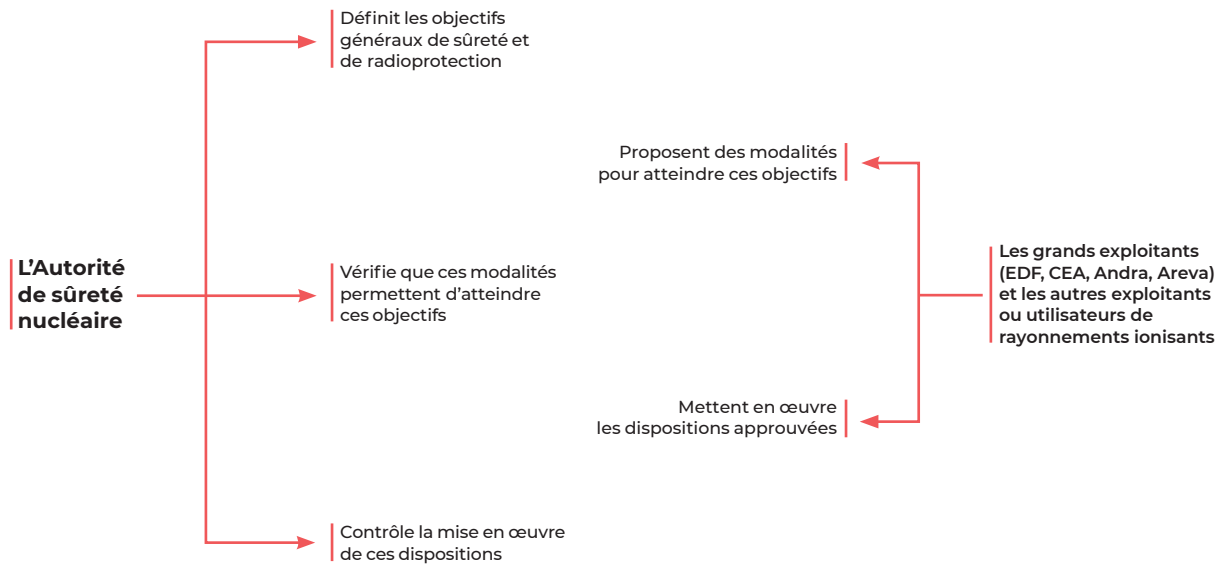 Définit les objectifs
généraux de sûreté et
de radioprotection
Proposent des modalités
pour atteindre ces objectifs
L’Autorité
de sûreté
nucléaire
Vérifie que ces modalités
permettent d’atteindre
ces objectifs
Les grands exploitants
(EDF, CEA, Andra, Areva)
et les autres exploitants
ou utilisateurs de
rayonnements ionisants
Mettent en œuvre
les dispositions approuvées
Contrôle la mise en œuvre
de ces dispositions